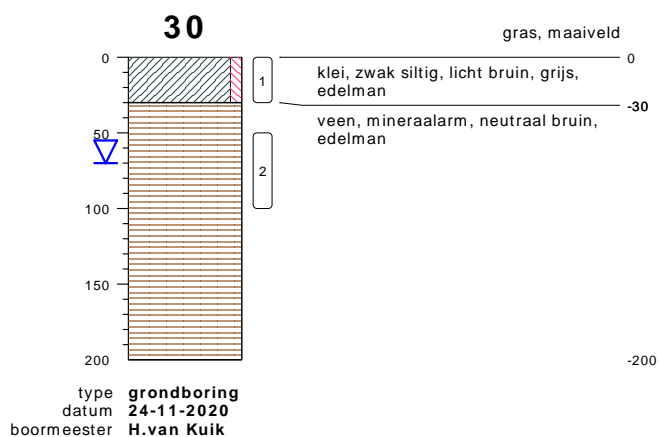 30
gras, maaiveld
0
0
1
klei, zwak siltig, licht bruin, grijs,
edelman
-30
veen, mineraalarm, neutraal bruin,
edelman
50
2
100
150
200
-200
type grondboring
datum 24-11-2020
boormeester H.van Kuik